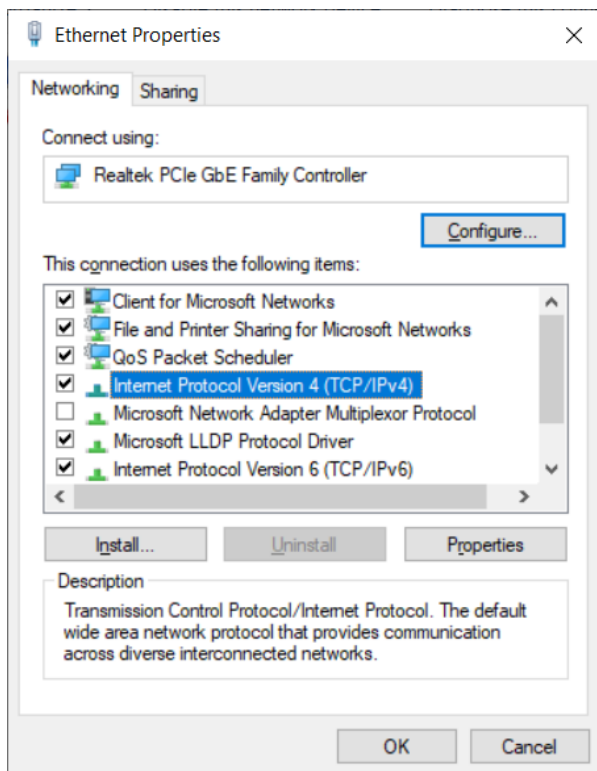 Ethernet Properties
Networking
Sharing
Connect using:
Realtek PCIe GbE Family Controller
Configure...
This connection uses the following items:
Client for Microsoft Networks
File and Printer Sharing for Microsoft Networks
QoS Packet Scheduler
Internet Protocol Version 4 (TCP/IPv4)
Microsoft Network Adapter Multiplexor Protocol
Microsoft LLDP Protocol Driver
Internet Protocol Version 6 (TCP/IPv6)
Install...
Uninstall
Properties
Description
Transmission Control Protocol/Internet Protocol. The default
wide area network protocol that provides communication
across diverse interconnected networks.
OK
Cancel